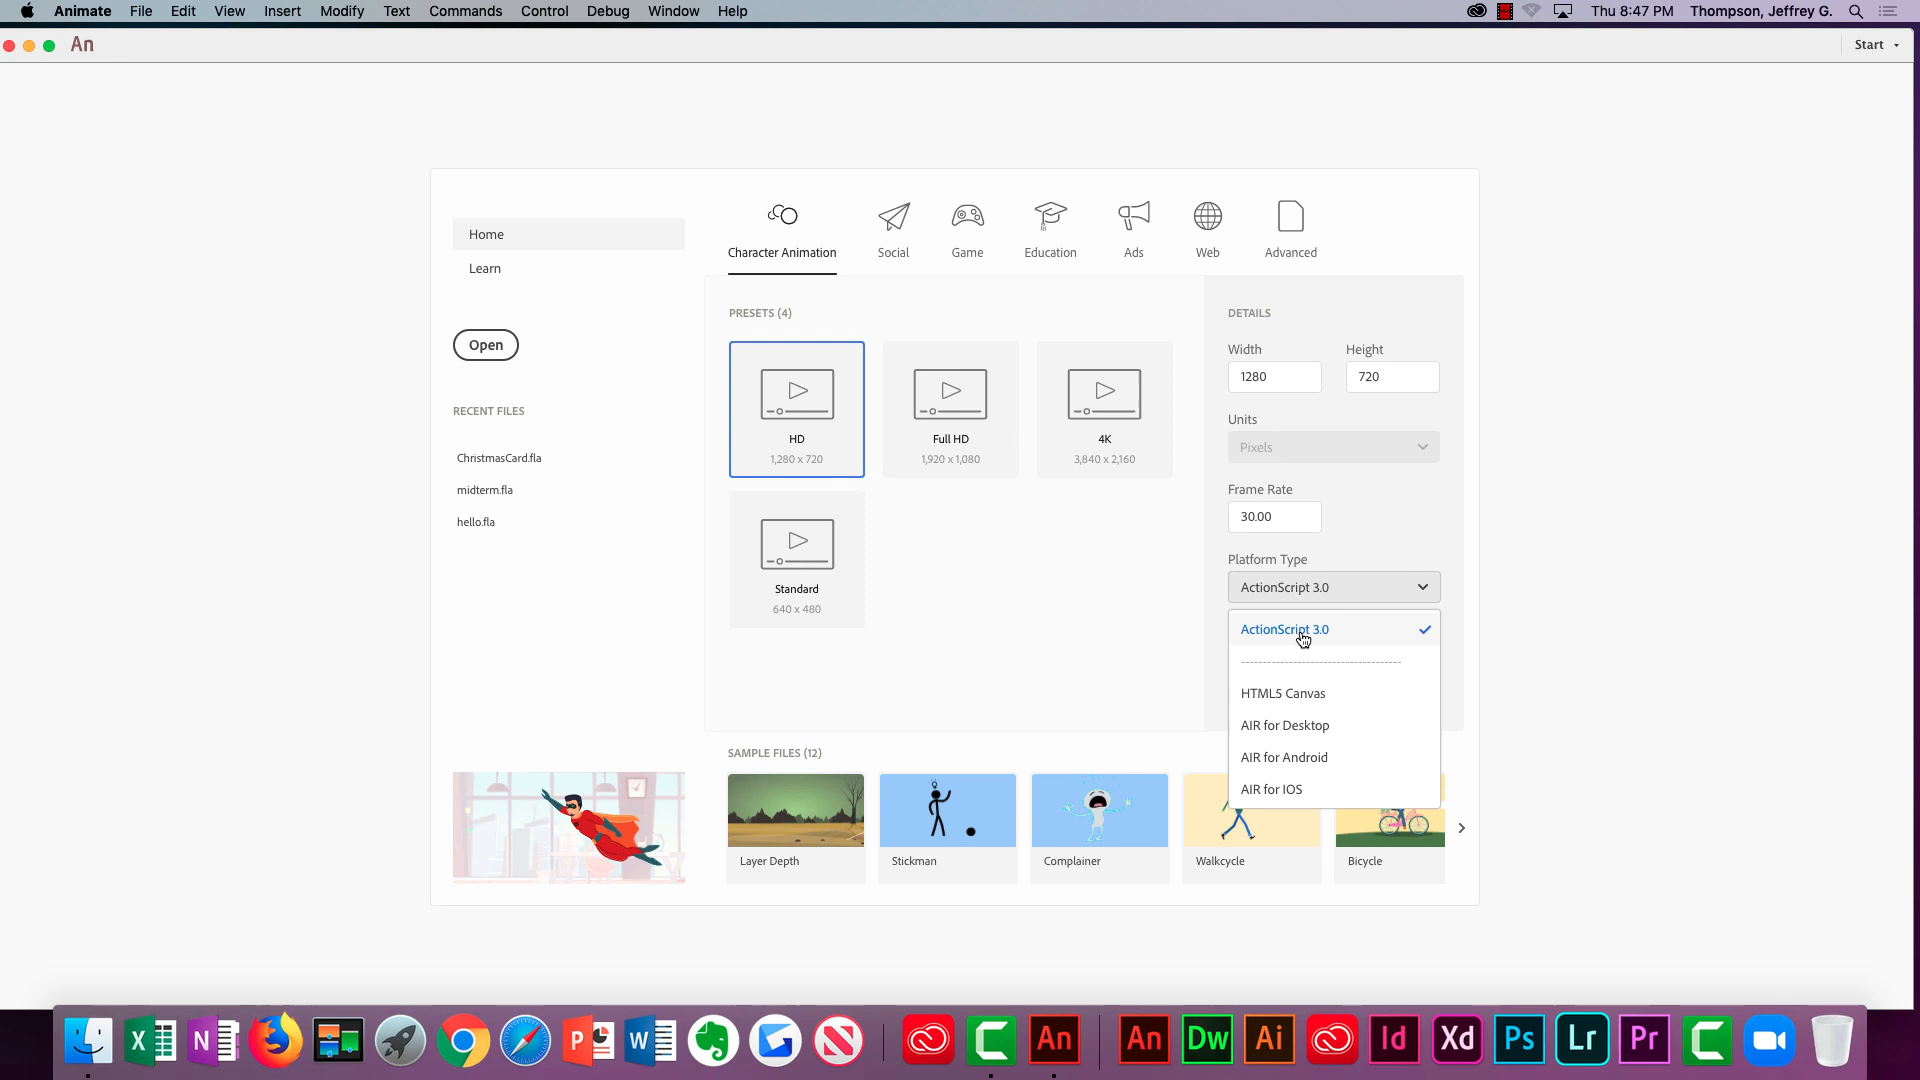 Animate File Edit View Insert Modify Text Commands Control Debug Window Help Thu 8:47 PM Thompson, Jeffrey G.
An Start
Home
Learn
Open
RECENT FILES
ChristmasCard.fla
midterm.fla
hello.fla
Character Animation Social Game Education Ads Web Advanced
PRESETS (4)
HD
1,280 x 720
Full HD
1,920 x 1,080
4K
3,840 x 2,160
Standard
640 x 480
DETAILS
Width Height
1280 720
Units
Pixels
Frame Rate
30.00
Platform Type
ActionScript 3.0
ActionScript 3.0
--------------------------------------
HTML5 Canvas
AIR for Desktop
AIR for Android
AIR for IOS
SAMPLE FILES (12)
Layer Depth Stickman Complainer Walkcycle Bicycle
X N P W C An An Dw Ai Id Xd Ps Lr Pr C